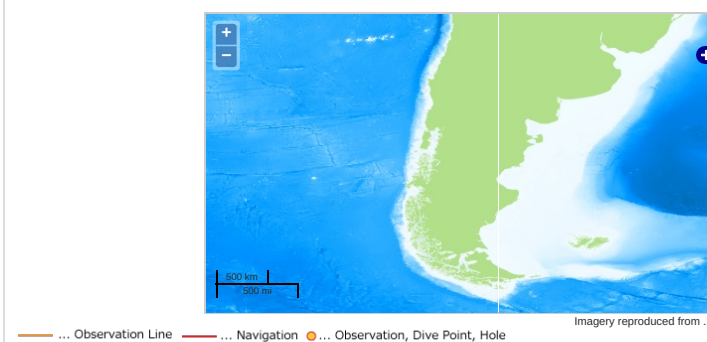 +
−
500 km
500 mi
Imagery reproduced from .
... Observation Line ... Navigation ... Observation, Dive Point, Hole